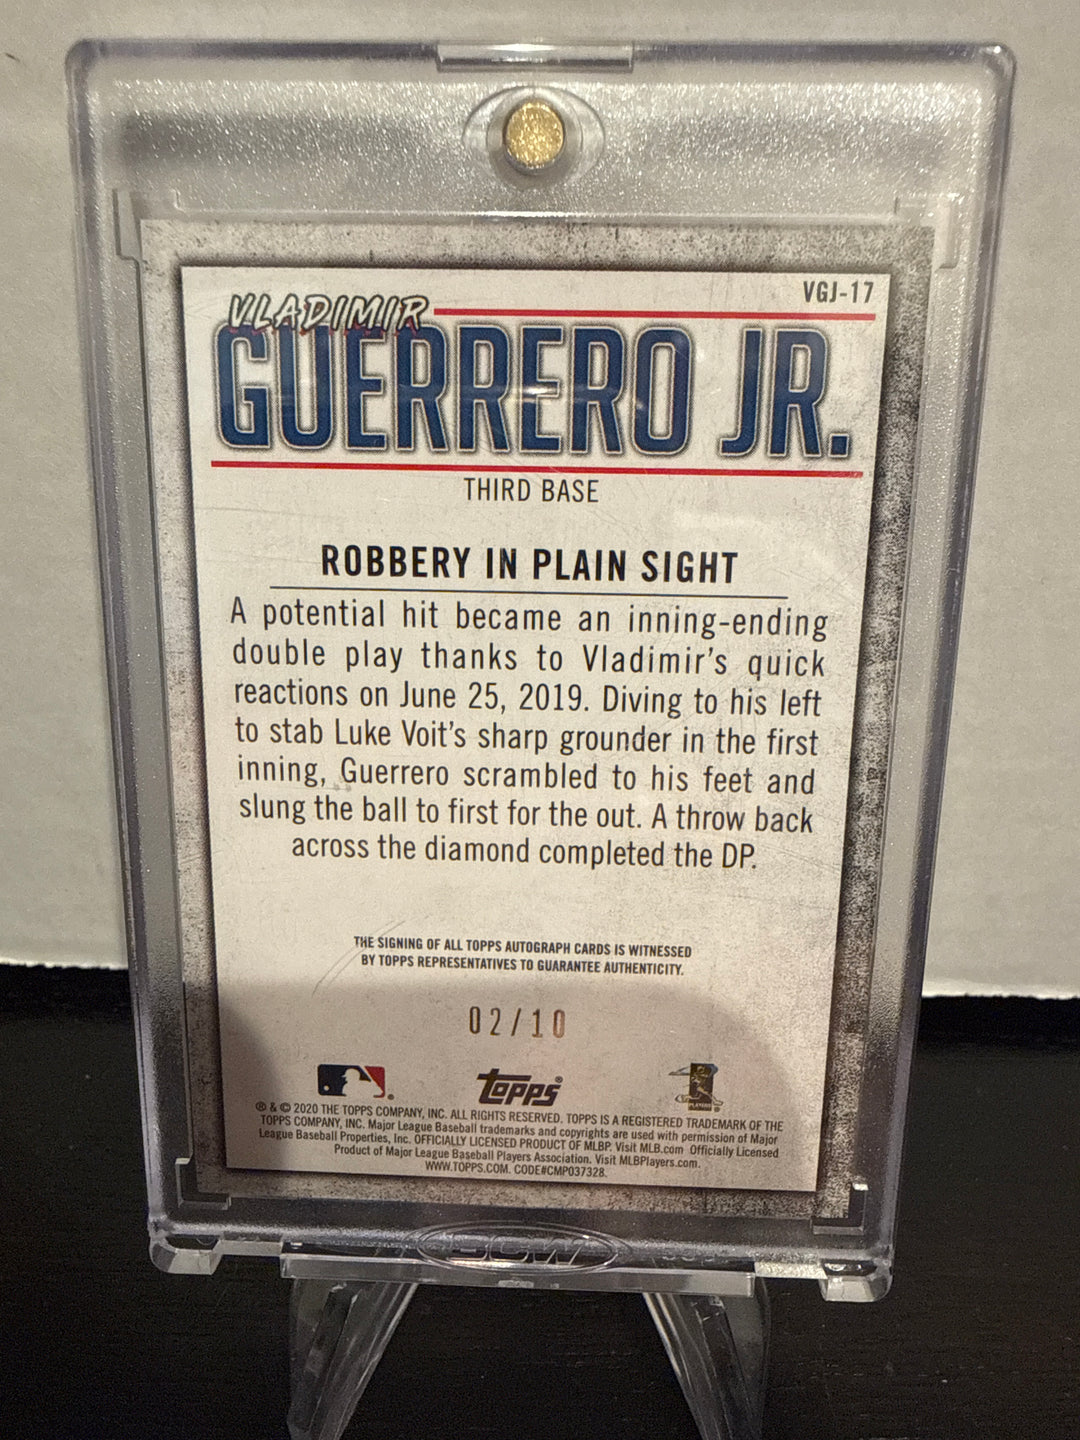 VGJ-17
VLADIMIR
GUERRERO JR.
THIRD BASE
ROBBERY IN PLAIN SIGHT
A potential hit became an inning-ending
double play thanks to Vladimir's quick
reactions on June 25, 2019. Diving to his left
to stab Luke Voit's sharp grounder in the first
inning, Guerrero scrambled to his feet and
slung the ball to first for the out. A throw back
across the diamond completed the DP.
THE SIGNING OF ALL TOPPS AUTOGRAPH CARDS IS WITNESSED
BY TOPPS REPRESENTATIVES TO GUARANTEE AUTHENTICITY.
02/10
Topps®
PLAYERS
® & © 2020 THE TOPPS COMPANY, INC. ALL RIGHTS RESERVED. TOPPS IS A REGISTERED TRADEMARK OF THE
TOPPS COMPANY, INC. Major League Baseball trademarks and copyrights are used with permission of Major
League Baseball Properties, Inc. OFFICIALLY LICENSED PRODUCT OF MLBP. Visit MLB.com Officially Licensed
Product of Major League Baseball Players Association. Visit MLBPlayers.com.
WWW.TOPPS.COM. CODE#CMP037328.
BCW